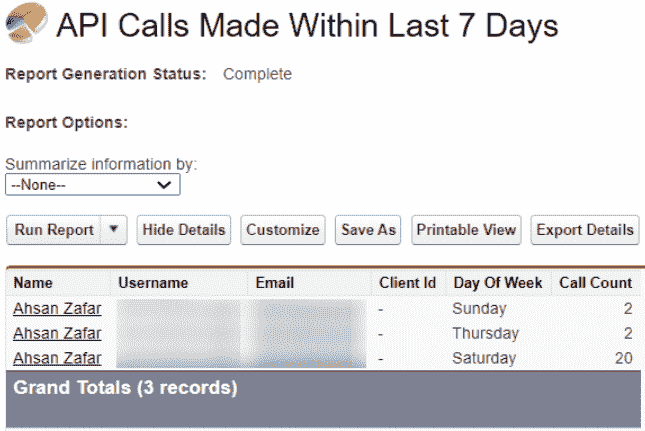 API Calls Made Within Last 7 Days
Report Generation Status: Complete
Report Options:
Summarize information by:
--None--
Run Report Hide Details Customize Save As Printable View Export Details
Name Username Email Client Id Day Of Week Call Count
Ahsan Zafar - Sunday 2
Ahsan Zafar - Thursday 2
Ahsan Zafar - Saturday 20
Grand Totals (3 records)